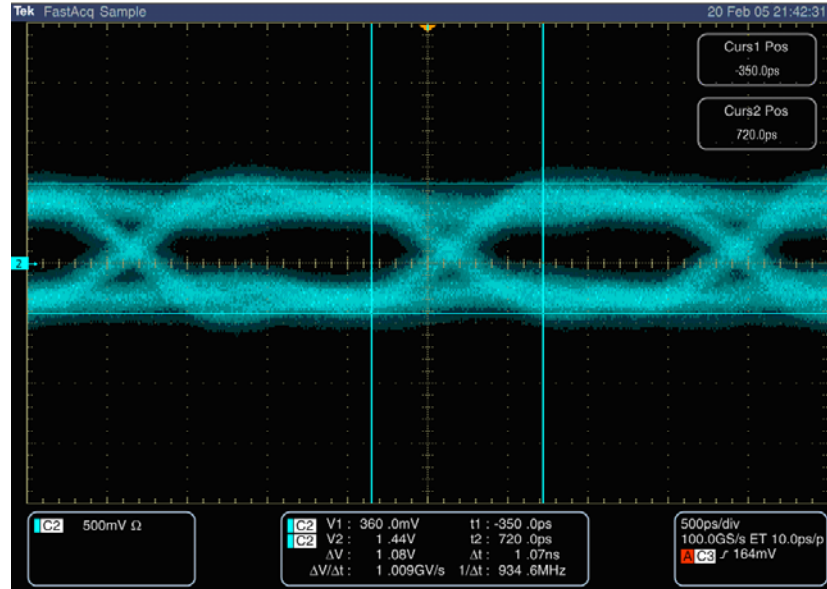 Tek FastAcq Sample 20 Feb 05 21:42:31
Curs1 Pos
-350.0ps
Curs2 Pos
720.0ps
2
C2 500mV Ω
C2 V1 : 360 .0mV t1 : -350 .0ps
C2 V2 : 1 .44V t2 : 720 .0ps
ΔV : 1 .08V Δt : 1 .07ns
ΔV/Δt : 1 .009GV/s 1/Δt : 934 .6MHz
500ps/div
100.0GS/s ET 10.0ps/p
A C3 ⌐ 164mV